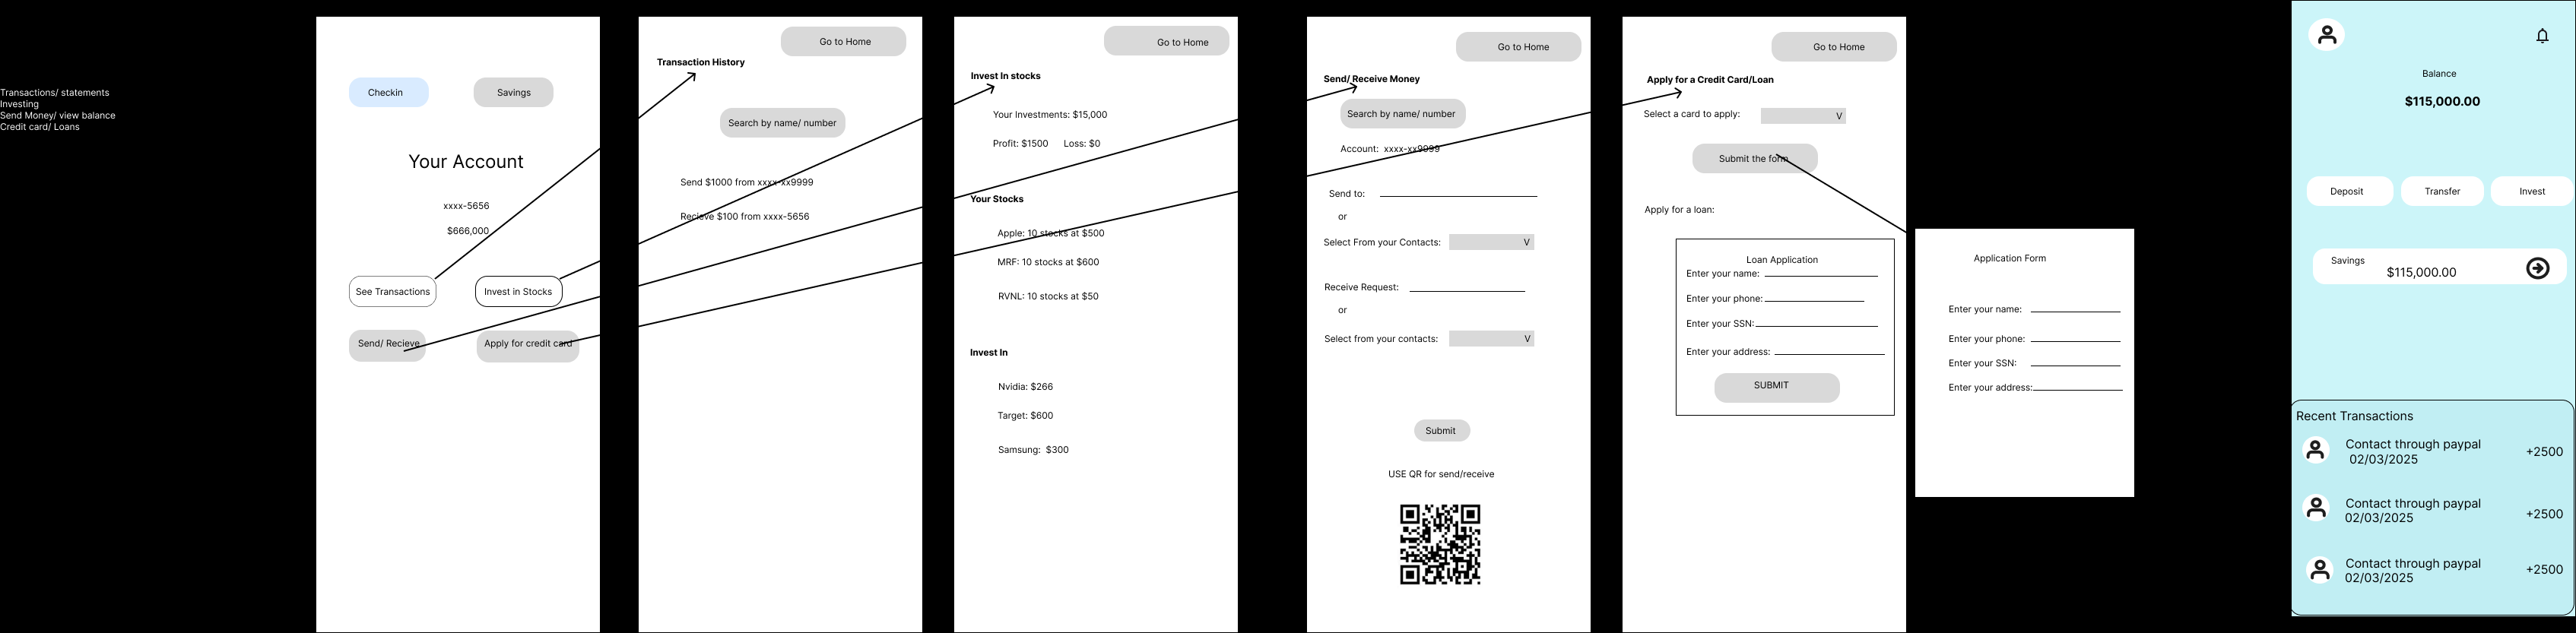 Transactions/ statements
Investing
Send Money/ view balance
Credit card/ Loans
Checkin
Savings
Your Account
xxxx-5656
$666,000
See Transactions
Invest in Stocks
Send/ Recieve
Apply for credit card
Go to Home
Transaction History
Search by name/ number
Send $1000 from xxxx-xx9999
Recieve $100 from xxxx-5656
Go to Home
Invest In stocks
Your Investments: $15,000
Profit: $1500 Loss: $0
Your Stocks
Apple: 10 stocks at $500
MRF: 10 stocks at $600
RVNL: 10 stocks at $50
Invest In
Nvidia: $266
Target: $600
Samsung: $300
Go to Home
Send/ Receive Money
Search by name/ number
Account: xxxx-xx9999
Send to:
or
Select From your Contacts: V
Receive Request:
or
Select from your contacts: V
Submit
USE QR for send/receive
Go to Home
Apply for a Credit Card/Loan
Select a card to apply: V
Submit the form
Apply for a loan:
Loan Application
Enter your name:
Enter your phone:
Enter your SSN:
Enter your address:
SUBMIT
Application Form
Enter your name:
Enter your phone:
Enter your SSN:
Enter your address:
Balance
$115,000.00
Deposit
Transfer
Invest
Savings
$115,000.00
Recent Transactions
Contact through paypal
02/03/2025
+2500
Contact through paypal
02/03/2025
+2500
Contact through paypal
02/03/2025
+2500